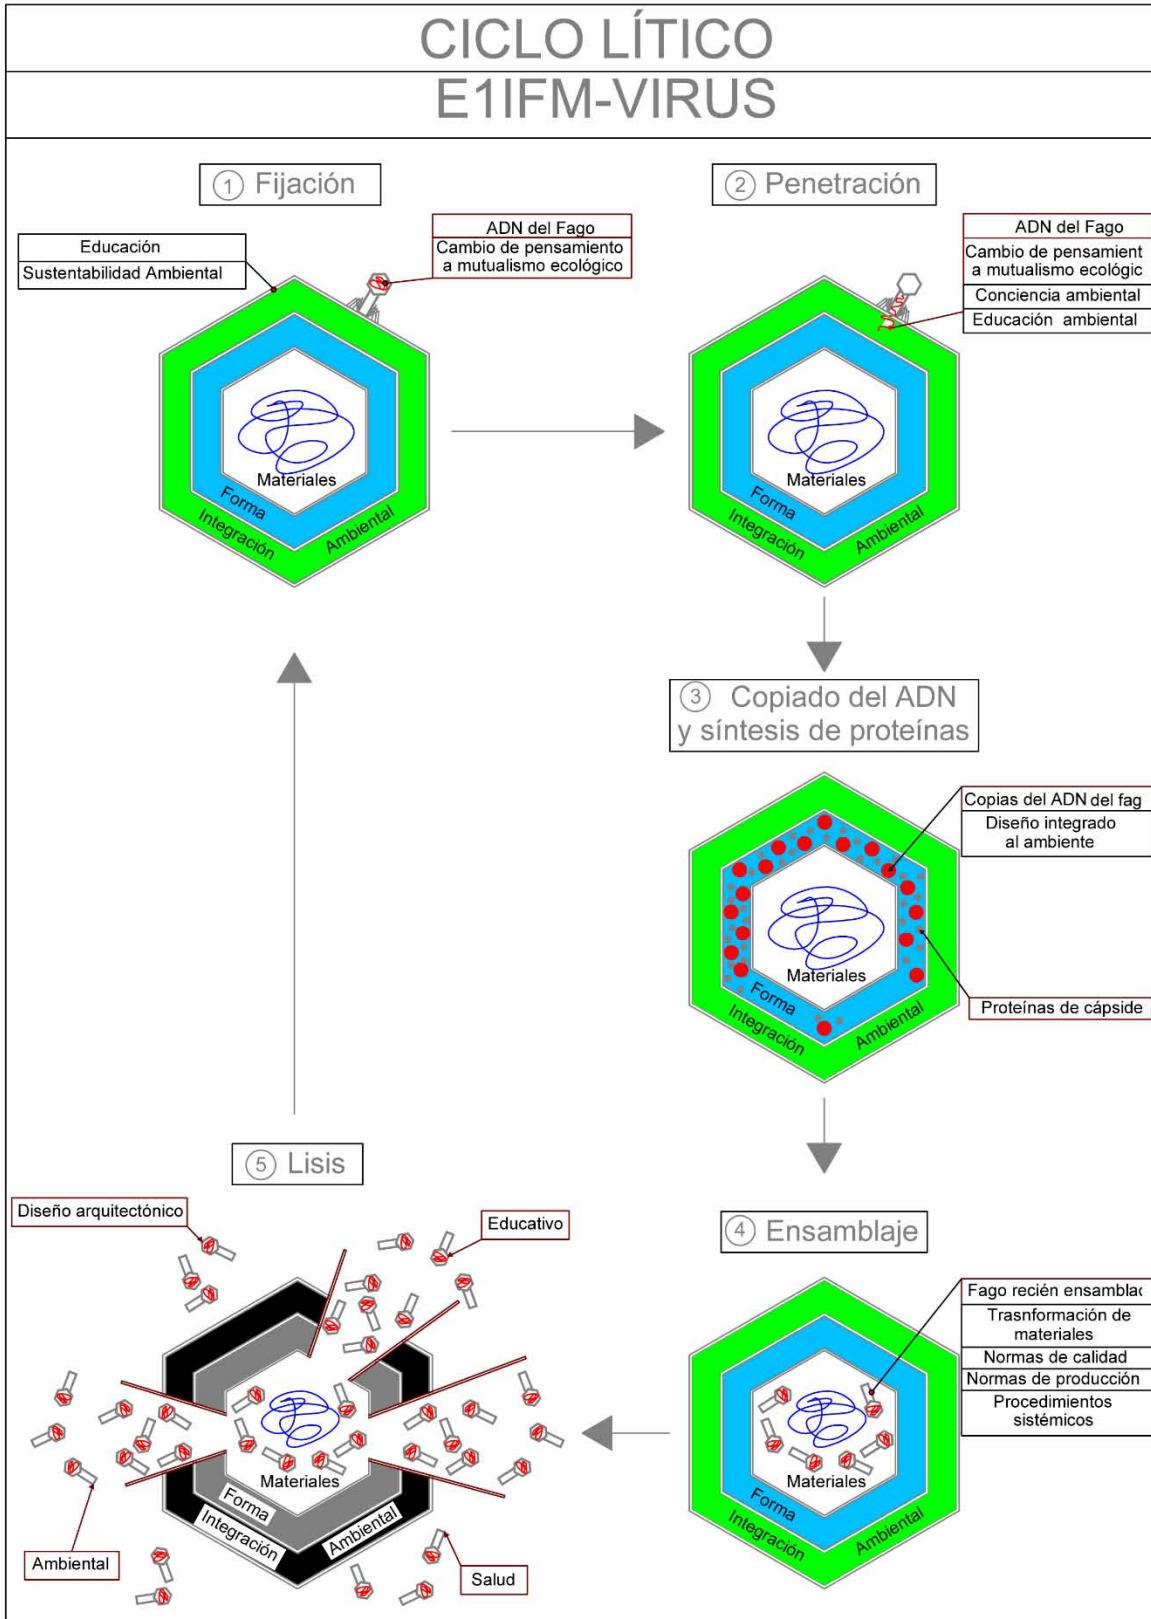 CICLO LÍTICO
E1IFM-VIRUS
1 Fijación
Educación
Sustentabilidad Ambiental
ADN del Fago
Cambio de pensamiento
a mutualismo ecológico
Materiales
Forma
Integración
Ambiental
2 Penetración
ADN del Fago
Cambio de pensamient
a mutualismo ecológic
Conciencia ambiental
Educación ambiental
Materiales
Forma
Integración
Ambiental
3 Copiado del ADN
y síntesis de proteínas
Copias del ADN del fag
Diseño integrado
al ambiente
Proteínas de cápside
Materiales
Forma
Integración
Ambiental
4 Ensamblaje
Fago recién ensamblac
Trasnformación de
materiales
Normas de calidad
Normas de producción
Procedimientos
sistémicos
Materiales
Forma
Integración
Ambiental
5 Lisis
Diseño arquitectónico
Educativo
Materiales
Forma
Integración
Ambiental
Ambiental
Salud